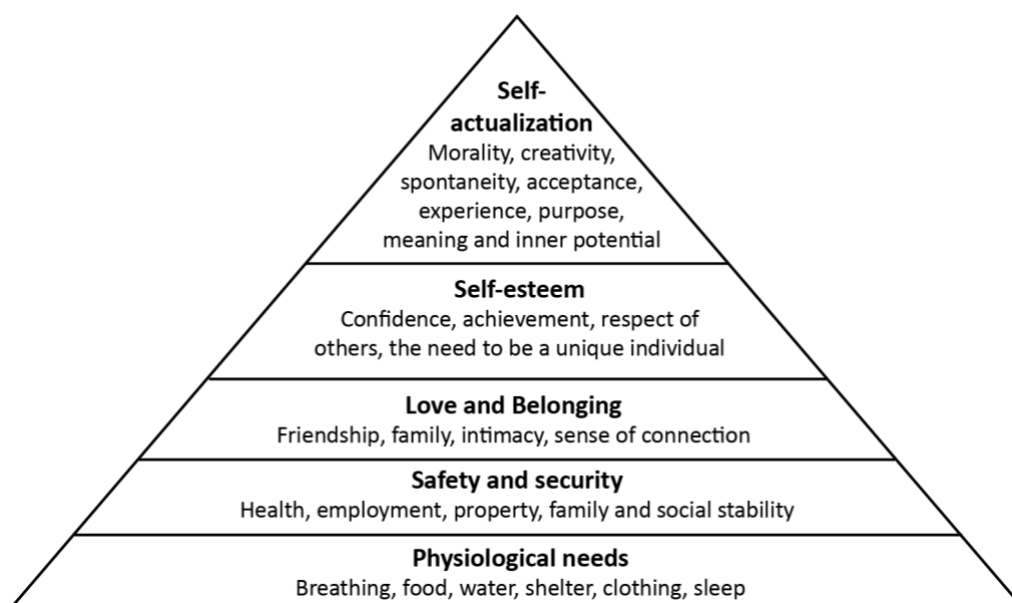 Self-
actualization
Morality, creativity,
spontaneity, acceptance,
experience, purpose,
meaning and inner potential
Self-esteem
Confidence, achievement, respect of
others, the need to be a unique individual
Love and Belonging
Friendship, family, intimacy, sense of connection
Safety and security
Health, employment, property, family and social stability
Physiological needs
Breathing, food, water, shelter, clothing, sleep